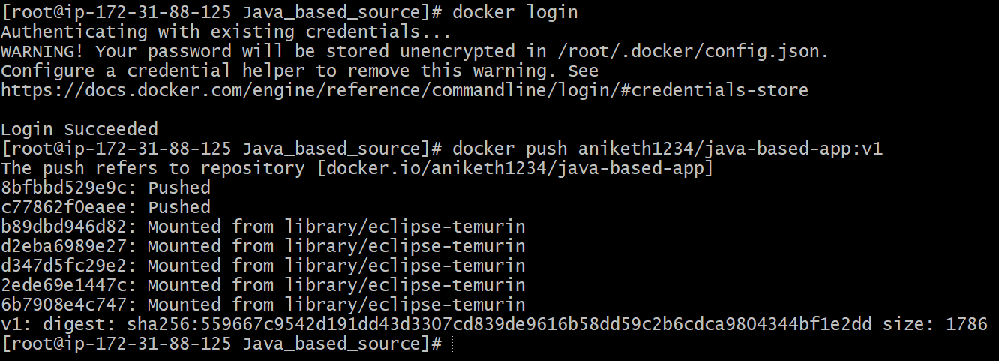 [root@ip-172-31-88-125 Java_based_source]# docker login
Authenticating with existing credentials...
WARNING! Your password will be stored unencrypted in /root/.docker/config.json.
Configure a credential helper to remove this warning. See
https://docs.docker.com/engine/reference/commandline/login/#credentials-store
Login Succeeded
[root@ip-172-31-88-125 Java_based_source]# docker push aniketh1234/java-based-app:v1
The push refers to repository [docker.io/aniketh1234/java-based-app]
8bfbbd529e9c: Pushed
c77862f0eaee: Pushed
b89dbd946d82: Mounted from library/eclipse-temurin
d2eba6989e27: Mounted from library/eclipse-temurin
d347d5fc29e2: Mounted from library/eclipse-temurin
2ede69e1447c: Mounted from library/eclipse-temurin
6b7908e4c747: Mounted from library/eclipse-temurin
v1: digest: sha256:559667c9542d191dd43d3307cd839de9616b58dd59c2b6cdca9804344bf1e2dd size: 1786
[root@ip-172-31-88-125 Java_based_source]#